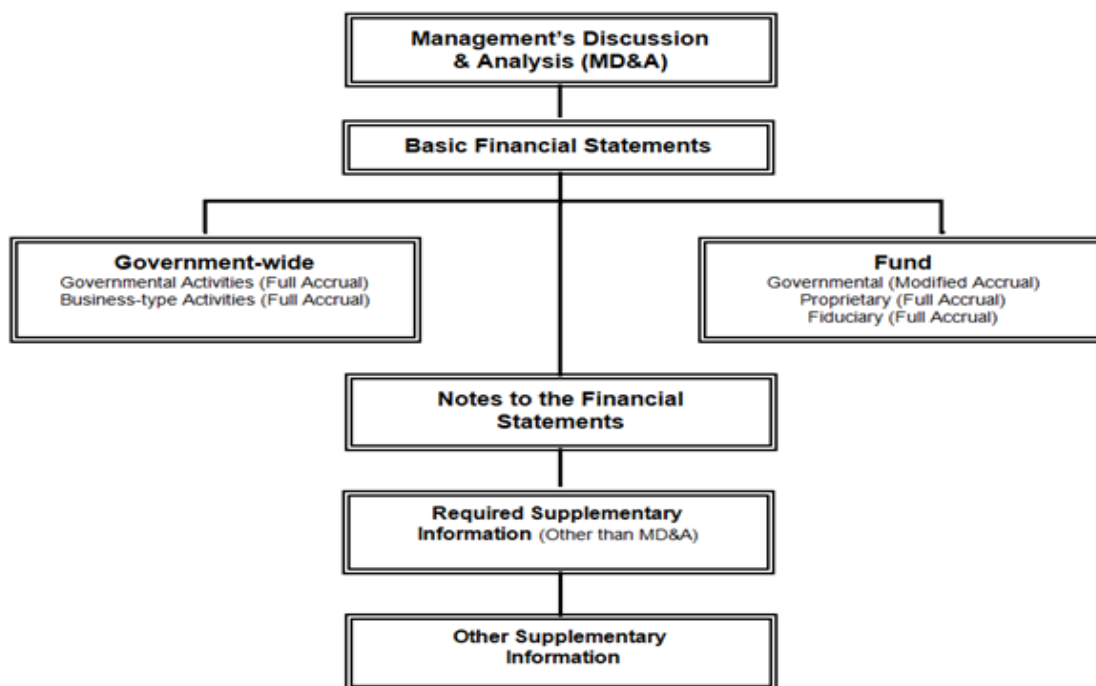 Management's Discussion
& Analysis (MD&A)
Basic Financial Statements
Government-wide
Governmental Activities (Full Accrual)
Business-type Activities (Full Accrual)
Fund
Governmental (Modified Accrual)
Proprietary (Full Accrual)
Fiduciary (Full Accrual)
Notes to the Financial
Statements
Required Supplementary
Information (Other than MD&A)
Other Supplementary
Information